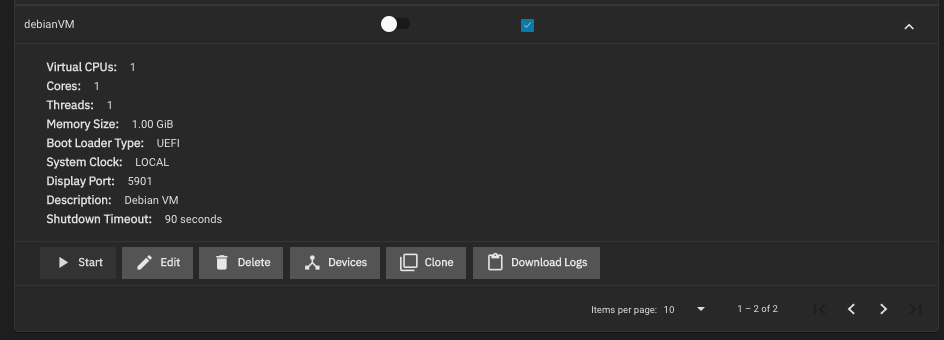 debianVM
Virtual CPUs: 1
Cores: 1
Threads: 1
Memory Size: 1.00 GiB
Boot Loader Type: UEFI
System Clock: LOCAL
Display Port: 5901
Description: Debian VM
Shutdown Timeout: 90 seconds
Start Edit Delete Devices Clone Download Logs
Items per page: 10 1 – 2 of 2